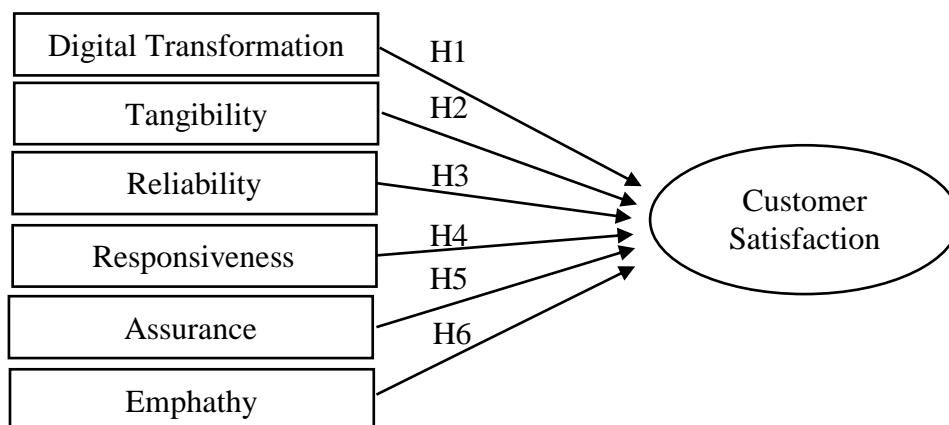 Digital Transformation
H1
Tangibility
H2
Reliability
H3
Responsiveness
H4
Assurance
H5
Emphathy
H6
Customer
Satisfaction